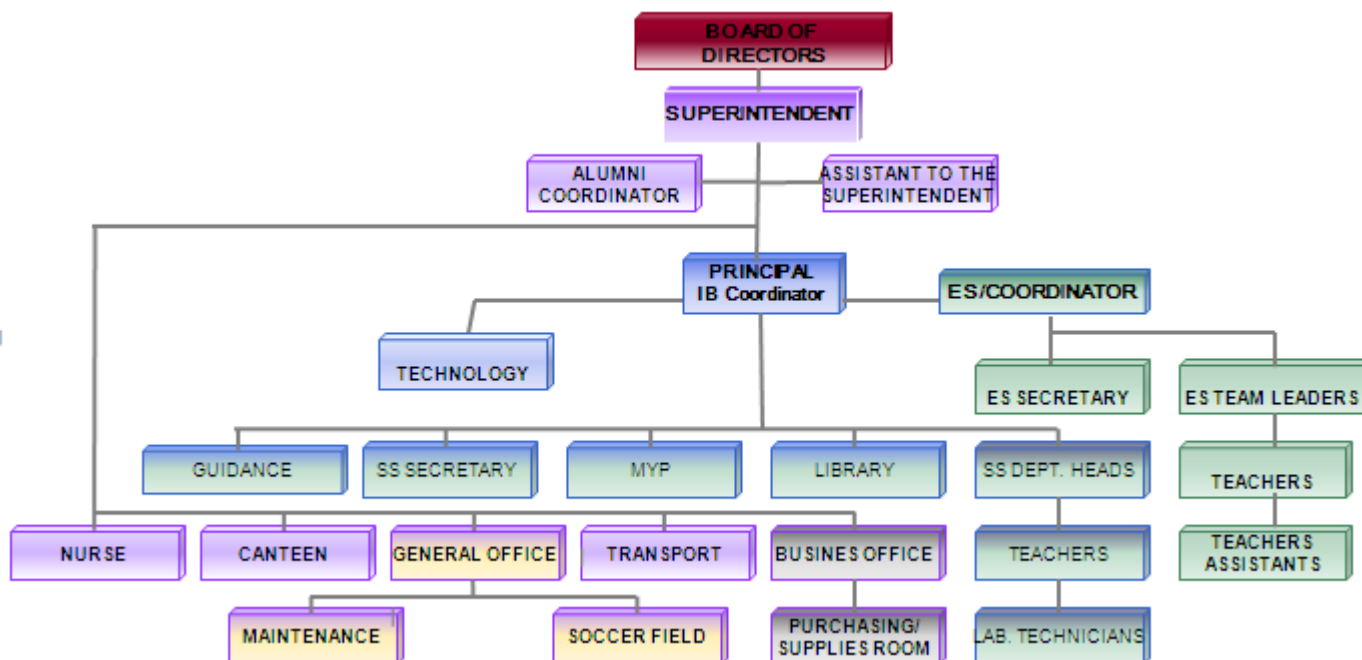 BOARD OF
DIRECTORS
SUPERINTENDENT
ALUMNI
COORDINATOR
ASSISTANT TO THE
SUPERINTENDENT
PRINCIPAL
IB Coordinator
ES/COORDINATOR
TECHNOLOGY
ES SECRETARY
ES TEAM LEADERS
GUIDANCE
SS SECRETARY
MYP
LIBRARY
SS DEPT. HEADS
TEACHERS
NURSE
CANTEEN
GENERAL OFFICE
TRANSPORT
BUSINES OFFICE
TEACHERS
TEACHERS
ASSISTANTS
MAINTENANCE
SOCCER FIELD
PURCHASING/
SUPPLIES ROOM
LAB. TECHNICIANS